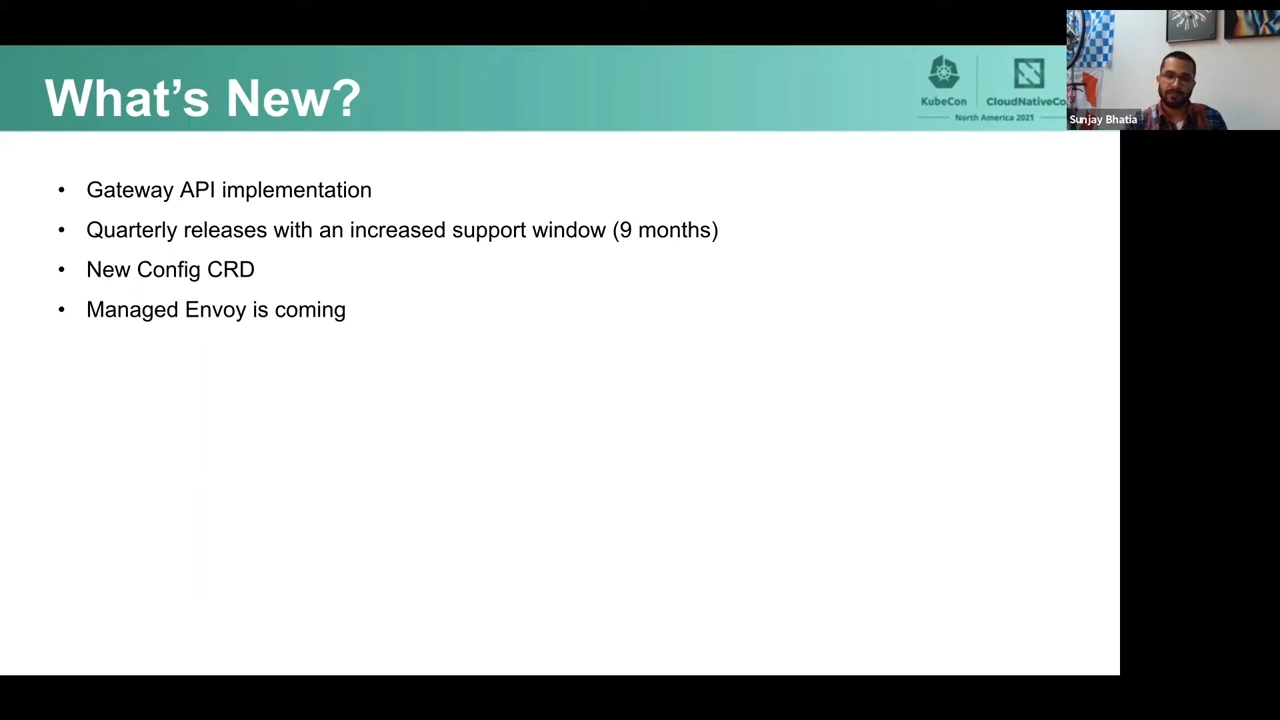 What's New?
KubeCon
CloudNativeCo
North America 2021
Sunjay Bhatia
• Gateway API implementation
• Quarterly releases with an increased support window (9 months)
• New Config CRD
• Managed Envoy is coming